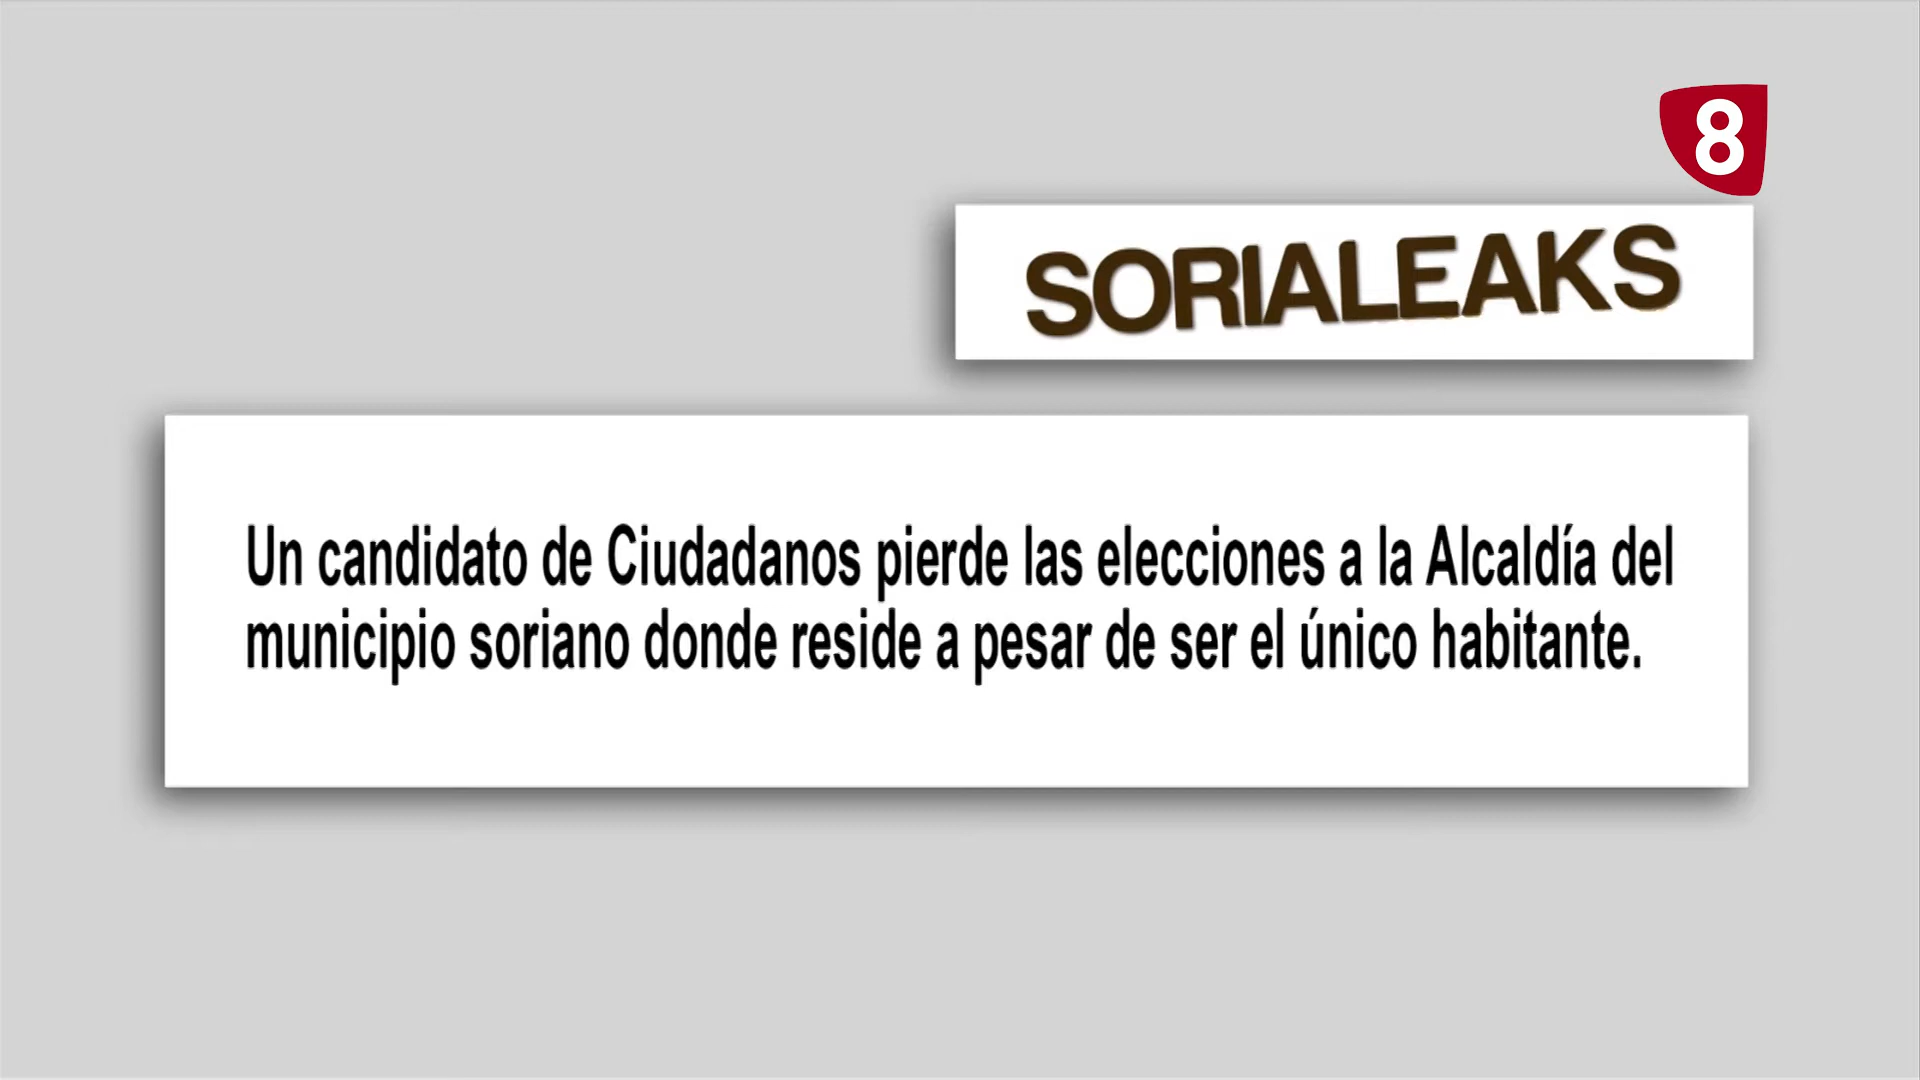 8
SORIALEAKS
Un candidato de Ciudadanos pierde las elecciones a la Alcaldía del
municipio soriano donde reside a pesar de ser el único habitante.